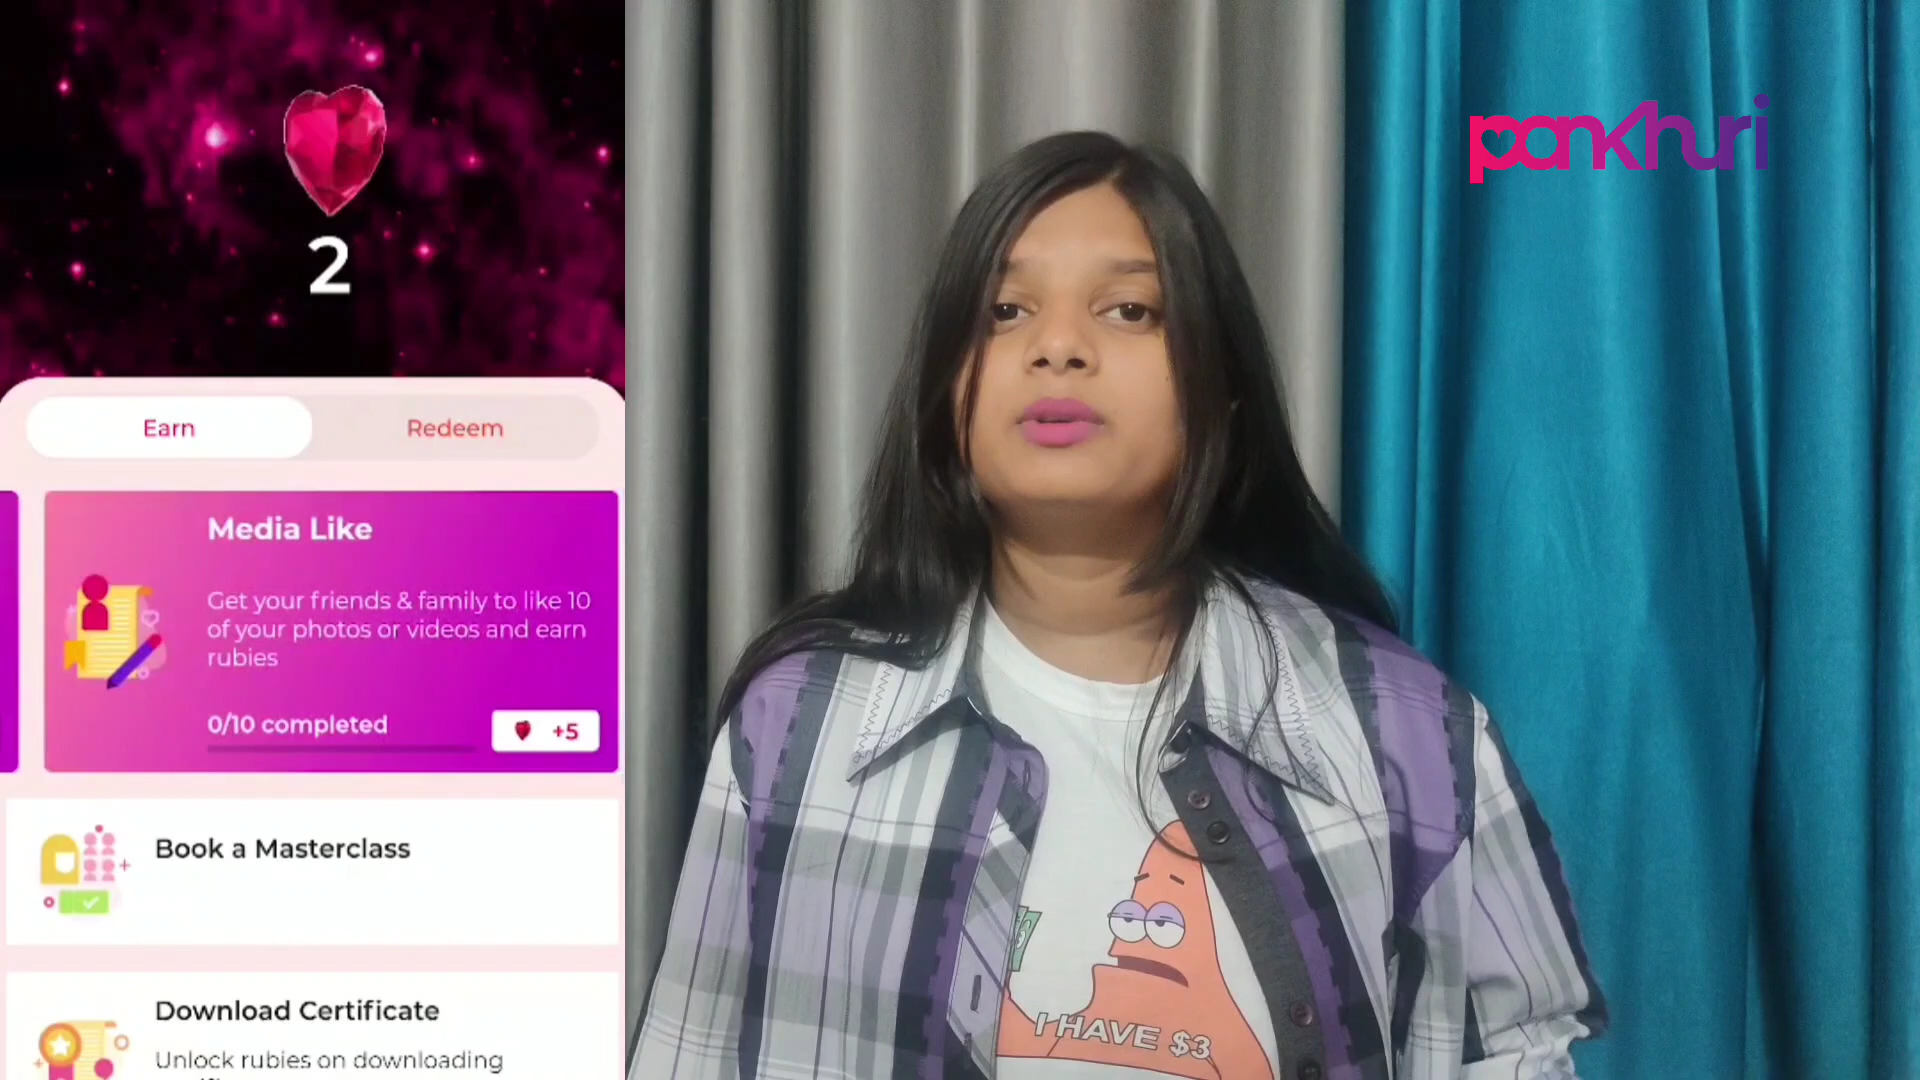 2
Earn
Redeem
Media Like
Get your friends & family to like 10
of your photos or videos and earn
rubies
0/10 completed
+5
Book a Masterclass
Download Certificate
Unlock rubies on downloading
pankhuri
I HAVE $3